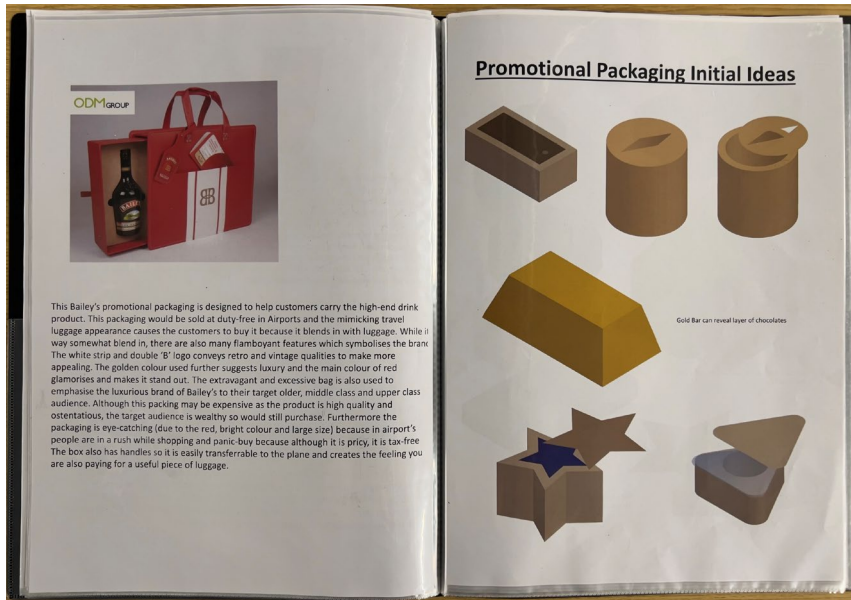 ODM GROUP
BB
BAILEYS
This Bailey's promotional packaging is designed to help customers carry the high-end drink
product. This packaging would be sold at duty-free in Airports and the mimicking travel
luggage appearance causes the customers to buy it because it blends in with luggage. While
way somewhat blend in, there are also many flamboyant features which symbolises the
The white strip and double 'B' logo conveys retro and vintage qualities to make more
appealing. The golden colour used further suggests luxury and the main colour of red
glamorises and makes it stand out. The extravagant and excessive bag is also used to
emphasise the luxurious brand of Bailey's to their target older, middle class and upper class
audience. Although this packing may be expensive as the product is high quality and
ostentatious, the target audience is wealthy so would still purchase. Furthermore the
packaging is eye-catching (due to the red, bright colour and large size) because in airport's
people are in a rush while shopping and panic-buy because although it is pricy, it is tax-free
The box also has handles so it is easily transferrable to the plane and creates the feeling you
are also paying for a useful piece of luggage.
Promotional Packaging Initial Ideas
Gold Bar can reveal layer of chocolates